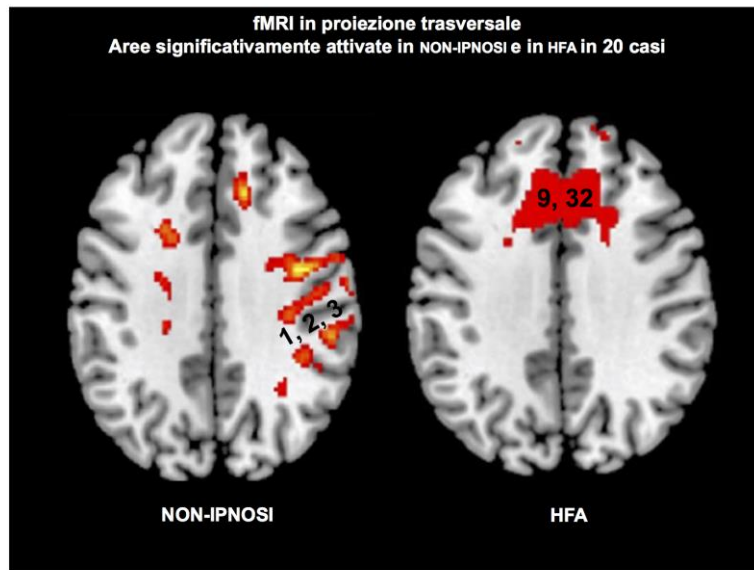 fMRI in proiezione trasversale
Aree significativamente attivate in NON-IPNOSI e in HFA in 20 casi
9, 32
1, 2, 3
NON-IPNOSI
HFA